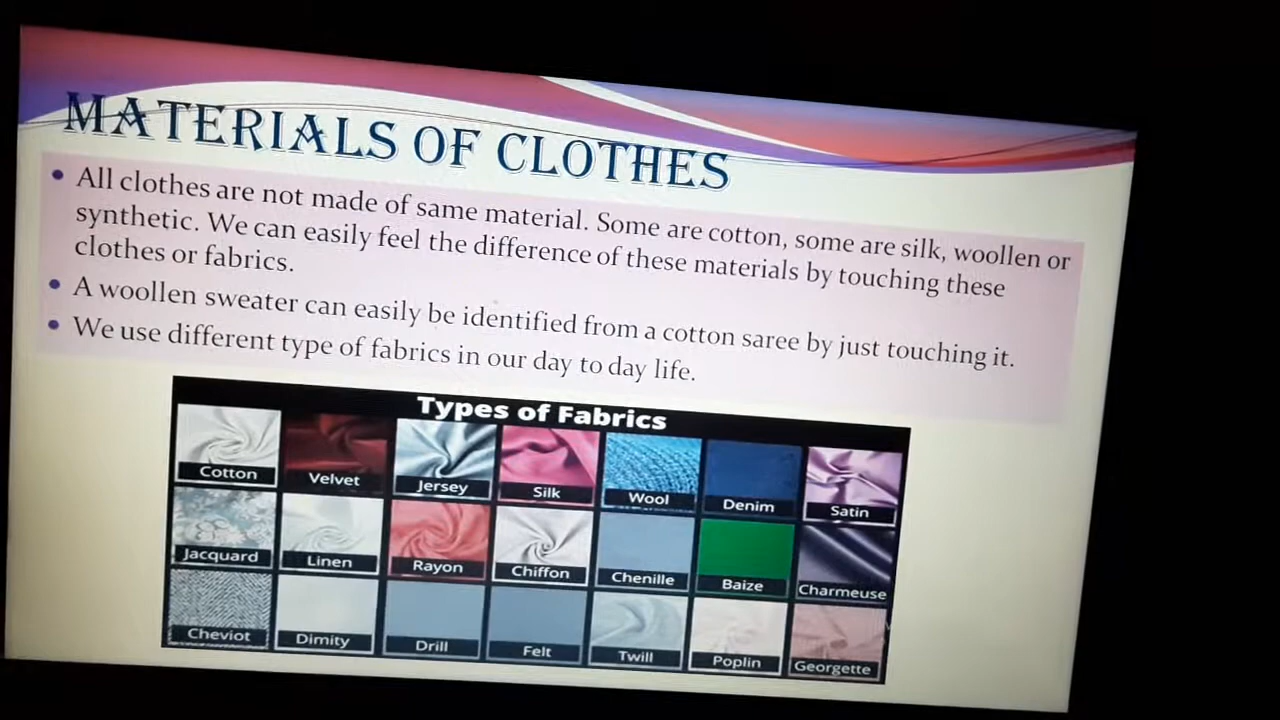 MATERIALS OF CLOTHES
• All clothes are not made of same material. Some are cotton, some are silk, woollen or
synthetic. We can easily feel the difference of these materials by touching these
clothes or fabrics.
• A woollen sweater can easily be identified from a cotton saree by just touching it.
• We use different type of fabrics in our day to day life.
Types of Fabrics
Cotton Velvet Jersey Silk Wool Denim Satin
Jacquard Linen Rayon Chiffon Chenille Baize Charmeuse
Cheviot Dimity Drill Felt Twill Poplin Georgette